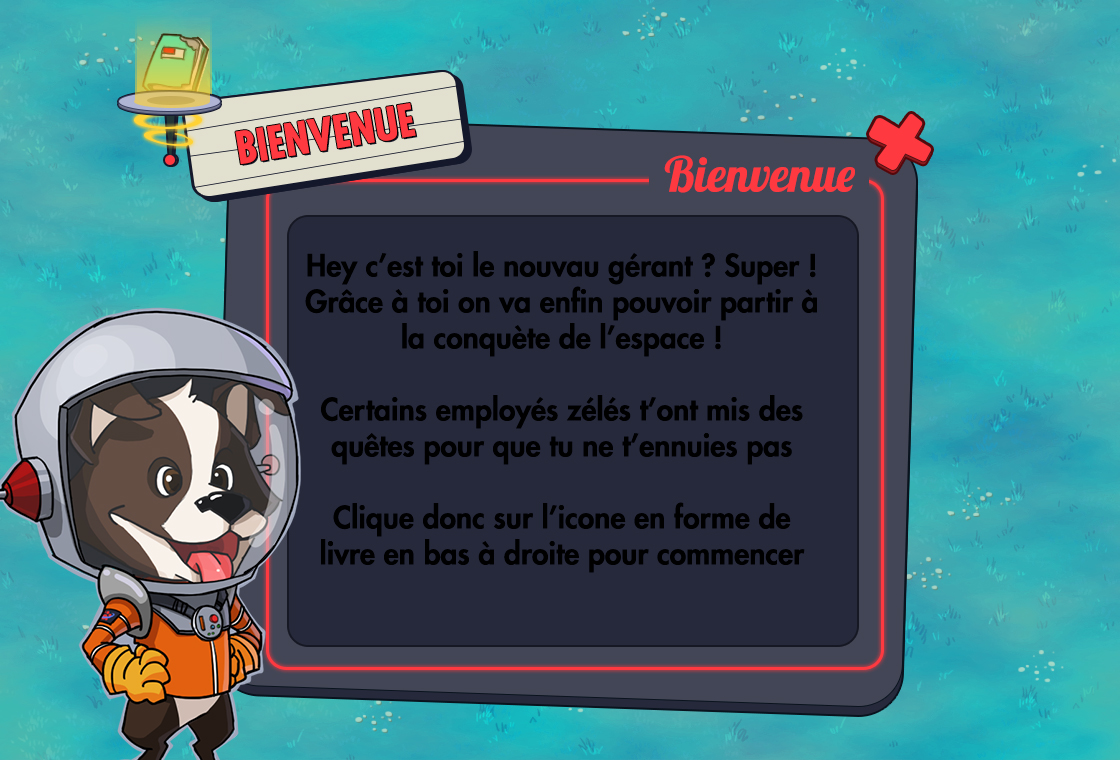 BIENVENUE
Bienvenue
Hey c’est toi le nouvau gérant ? Super !
Grâce à toi on va enfin pouvoir partir à
la conquète de l’espace !
Certains employés zélés t’ont mis des
quêtes pour que tu ne t’ennuies pas
Clique donc sur l’icone en forme de
livre en bas à droite pour commencer